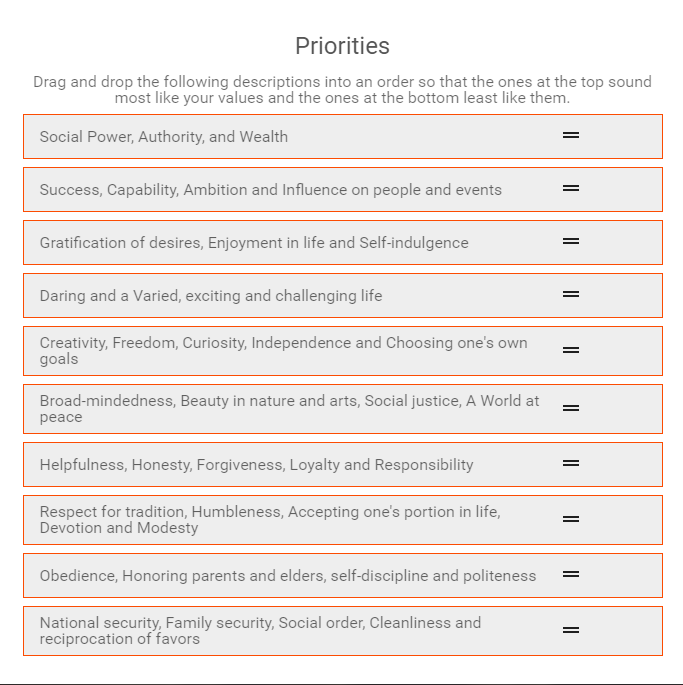 Priorities
Drag and drop the following descriptions into an order so that the ones at the top sound
most like your values and the ones at the bottom least like them.
Social Power, Authority, and Wealth
Success, Capability, Ambition and Influence on people and events
Gratification of desires, Enjoyment in life and Self-indulgence
Daring and a Varied, exciting and challenging life
Creativity, Freedom, Curiosity, Independence and Choosing one's own
goals
Broad-mindedness, Beauty in nature and arts, Social justice, A World at
peace
Helpfulness, Honesty, Forgiveness, Loyalty and Responsibility
Respect for tradition, Humbleness, Accepting one's portion in life,
Devotion and Modesty
Obedience, Honoring parents and elders, self-discipline and politeness
National security, Family security, Social order, Cleanliness and
reciprocation of favors